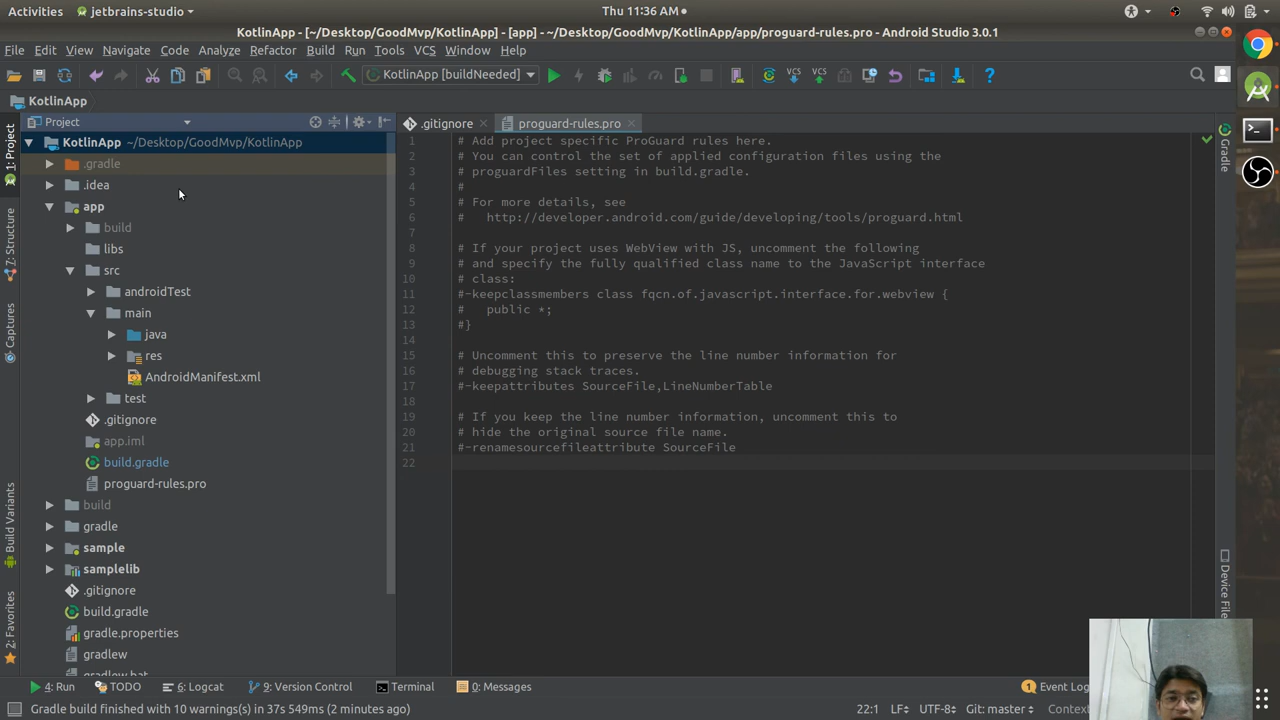 Activities
jetbrains-studio
Thu 11:36 AM
KotlinApp - [~/Desktop/GoodMvp/KotlinApp] - [app] - ~/Desktop/GoodMvp/KotlinApp/app/proguard-rules.pro - Android Studio 3.0.1
File Edit View Navigate Code Analyze Refactor Build Run Tools VCS Window Help
KotlinApp [buildNeeded]
VCS VCS
KotlinApp
Project
.gitignore
proguard-rules.pro
1: Project
7: Structure
Captures
Build Variants
2: Favorites
KotlinApp ~/Desktop/GoodMvp/KotlinApp
.gradle
.idea
app
build
libs
src
androidTest
main
java
res
AndroidManifest.xml
test
.gitignore
app.iml
build.gradle
proguard-rules.pro
build
gradle
sample
samplelib
.gitignore
build.gradle
gradle.properties
gradlew
gradlew.bat
1 # Add project specific ProGuard rules here.
2 # You can control the set of applied configuration files using the
3 # proguardFiles setting in build.gradle.
4 #
5 # For more details, see
6 #   http://developer.android.com/guide/developing/tools/proguard.html
7
8 # If your project uses WebView with JS, uncomment the following
9 # and specify the fully qualified class name to the JavaScript interface
10 # class:
11 #-keepclassmembers class fqcn.of.javascript.interface.for.webview {
12 #   public *;
13 #}
14
15 # Uncomment this to preserve the line number information for
16 # debugging stack traces.
17 #-keepattributes SourceFile,LineNumberTable
18
19 # If you keep the line number information, uncomment this to
20 # hide the original source file name.
21 #-renamesourcefileattribute SourceFile
22
Gradle
Device File
4: Run
TODO
6: Logcat
9: Version Control
Terminal
0: Messages
1 Event Log
Gradle build finished with 10 warnings(s) in 37s 549ms (2 minutes ago)
22:1 LF UTF-8 Git: master Context